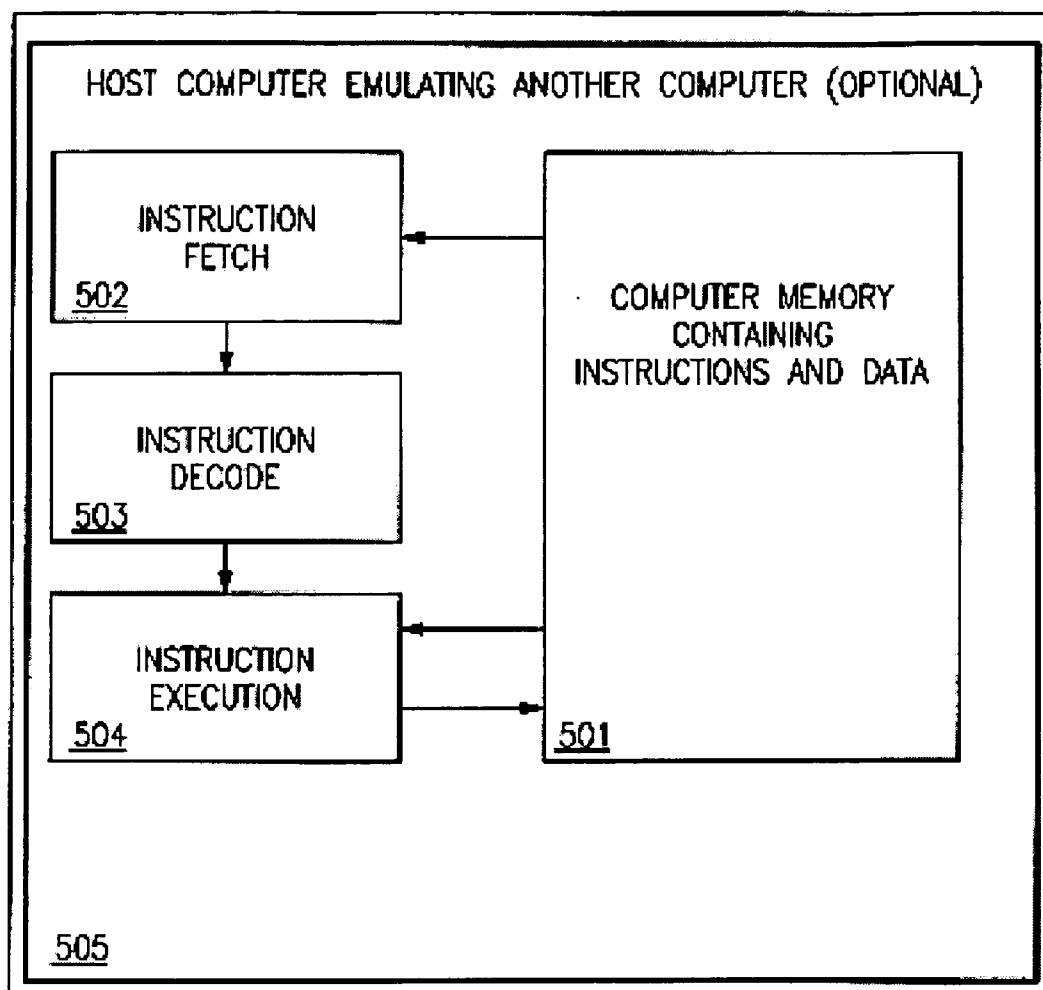 HOST COMPUTER EMULATING ANOTHER COMPUTER (OPTIONAL)
INSTRUCTION
FETCH
502
INSTRUCTION
DECODE
503
INSTRUCTION
EXECUTION
504
COMPUTER MEMORY
CONTAINING
INSTRUCTIONS AND DATA
501
505